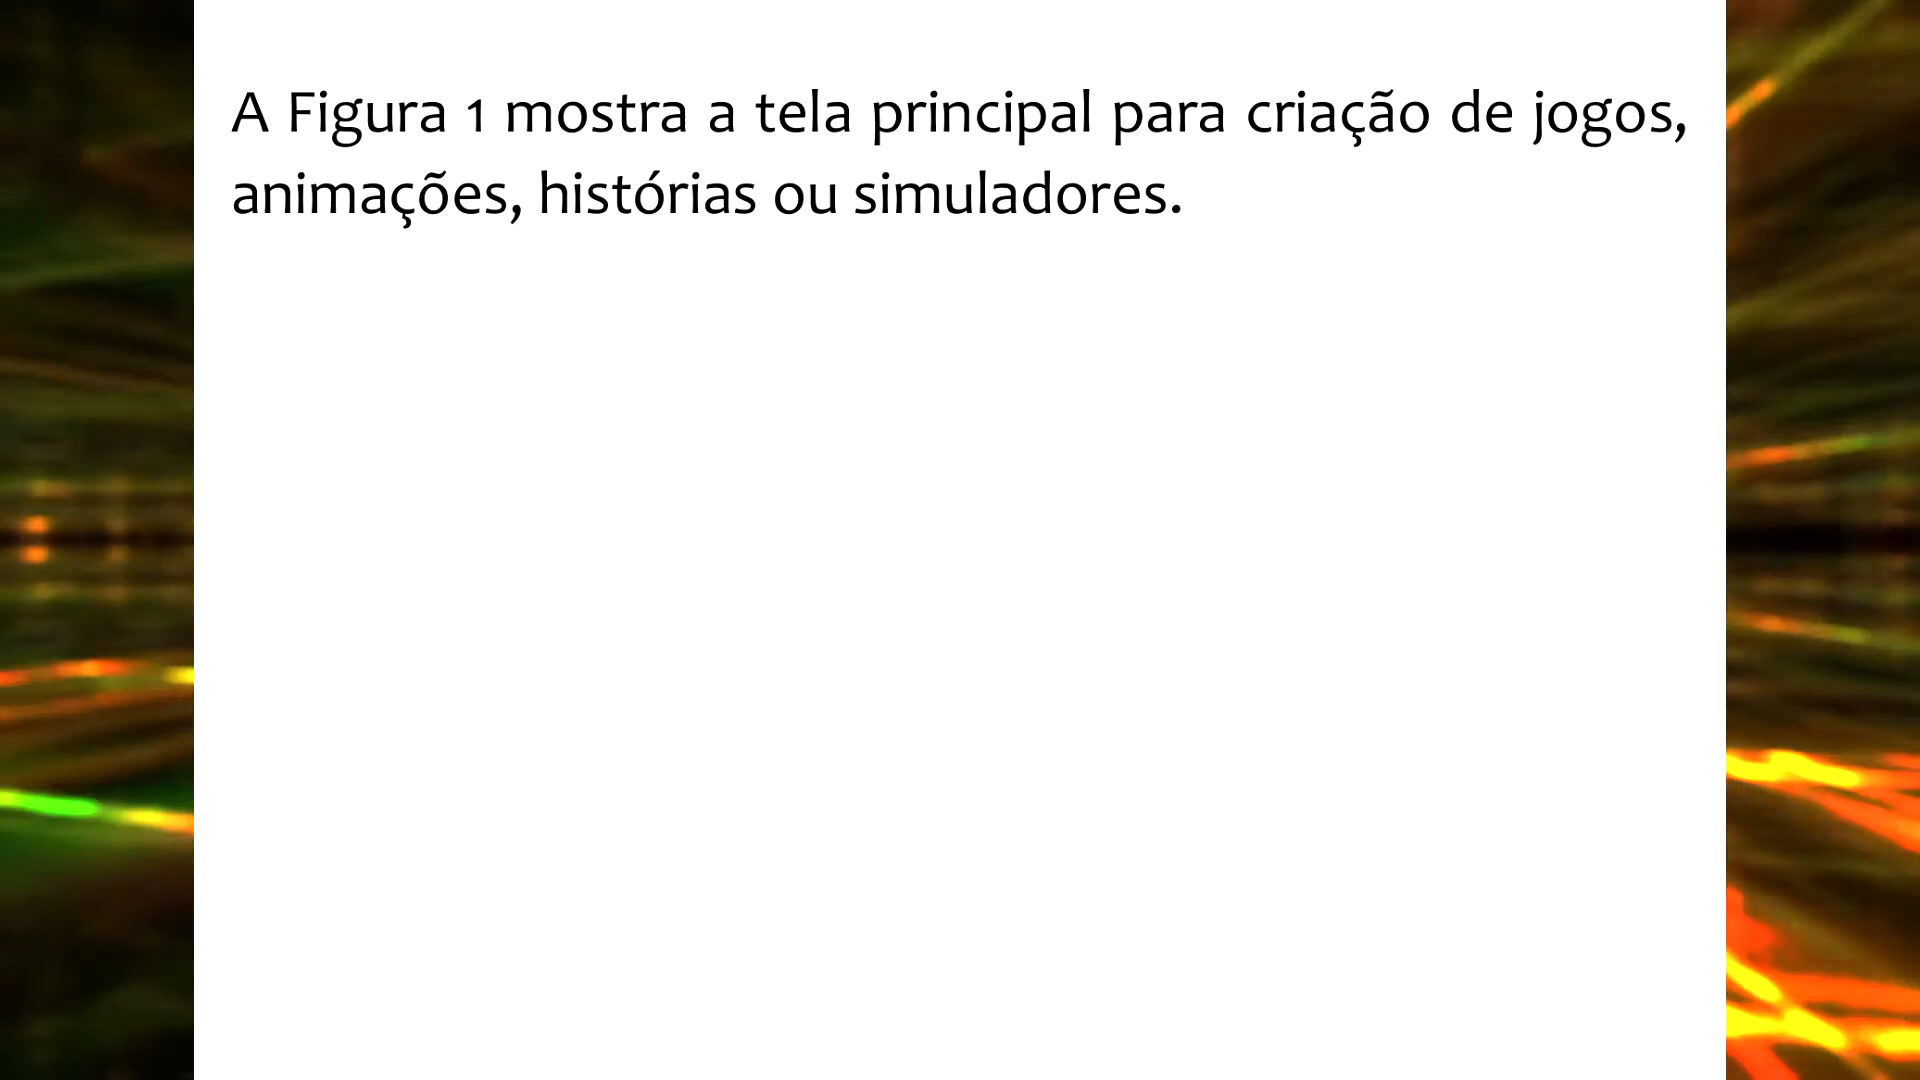 A Figura 1 mostra a tela principal para criação de jogos,
animações, histórias ou simuladores.